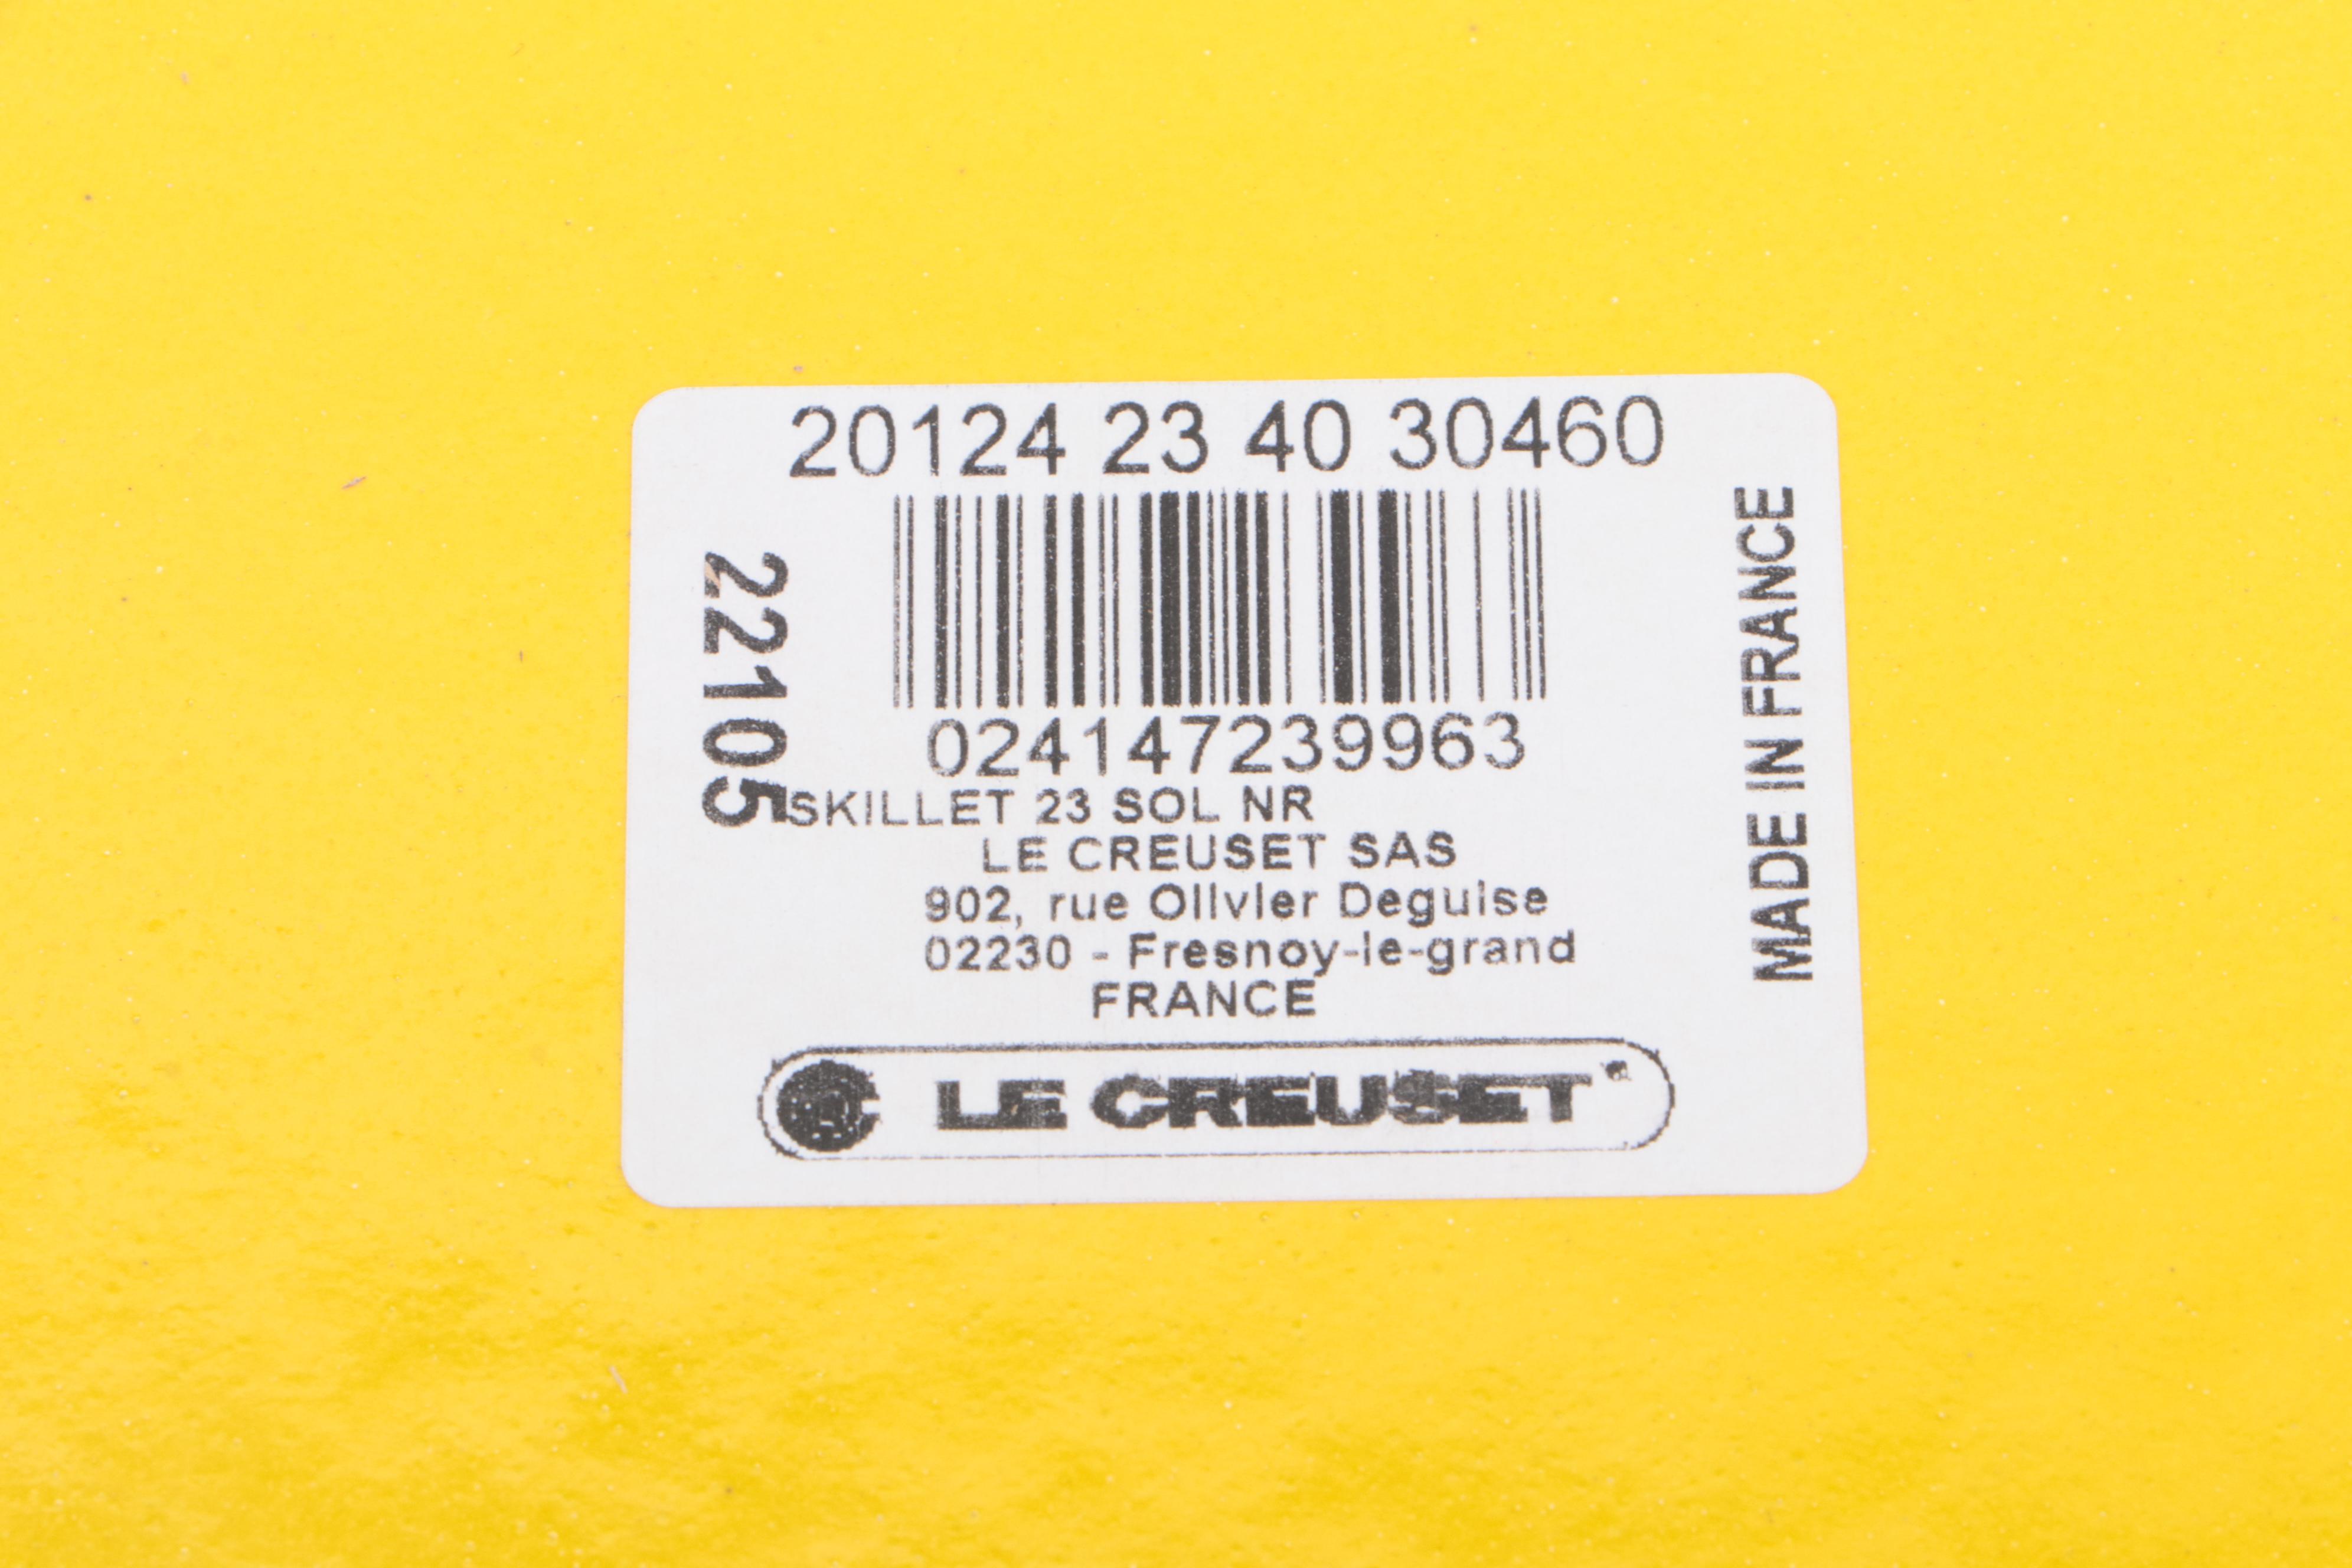 20124 23 40 30460
22105
024147239963
SKILLET 23 SOL NR
LE CREUSET SAS
902, rue Olivier Deguise
02230 - Fresnoy-le-grand
FRANCE
MADE IN FRANCE
LE CREUSET